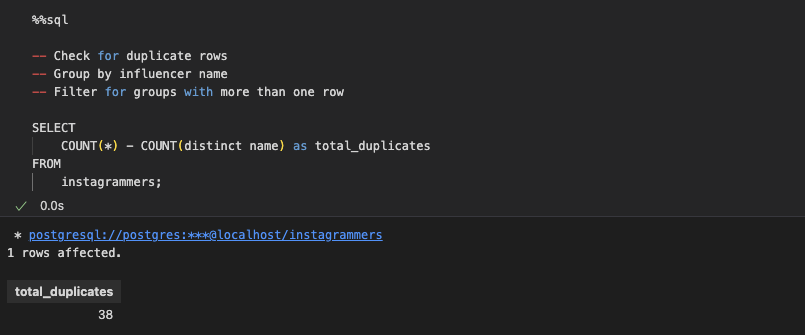 %%sql
-- Check for duplicate rows
-- Group by influencer name
-- Filter for groups with more than one row
SELECT
COUNT(*) - COUNT(distinct name) as total_duplicates
FROM
instagrammers;
✓ 0.0s
* postgresql://postgres:***@localhost/instagrammers
1 rows affected.
total_duplicates
38